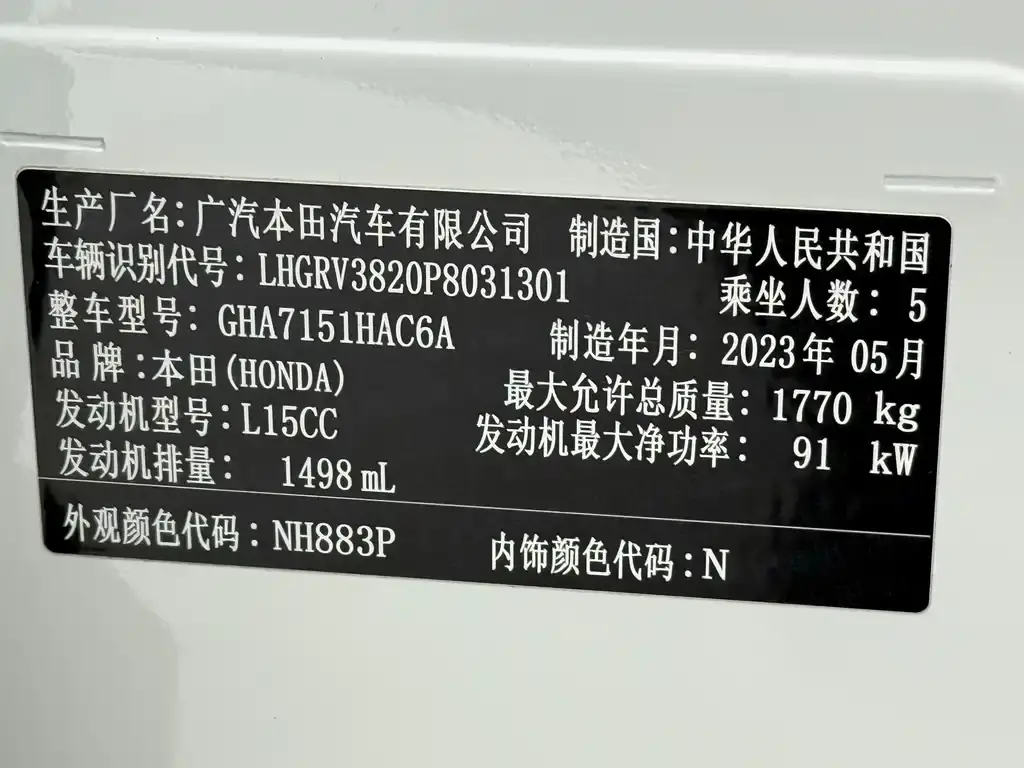 生产厂名:广汽本田汽车有限公司 制造国:中华人民共和国
车辆识别代号:LHGRV3820P8031301 乘坐人数: 5
整车型号: GHA7151HAC6A 制造年月: 2023年 05月
品 牌:本田(HONDA) 最大允许总质量: 1770 kg
发动机型号:L15CC 发动机最大净功率: 91 kW
发动机排量: 1498 mL
外观颜色代码:NH883P 内饰颜色代码:N